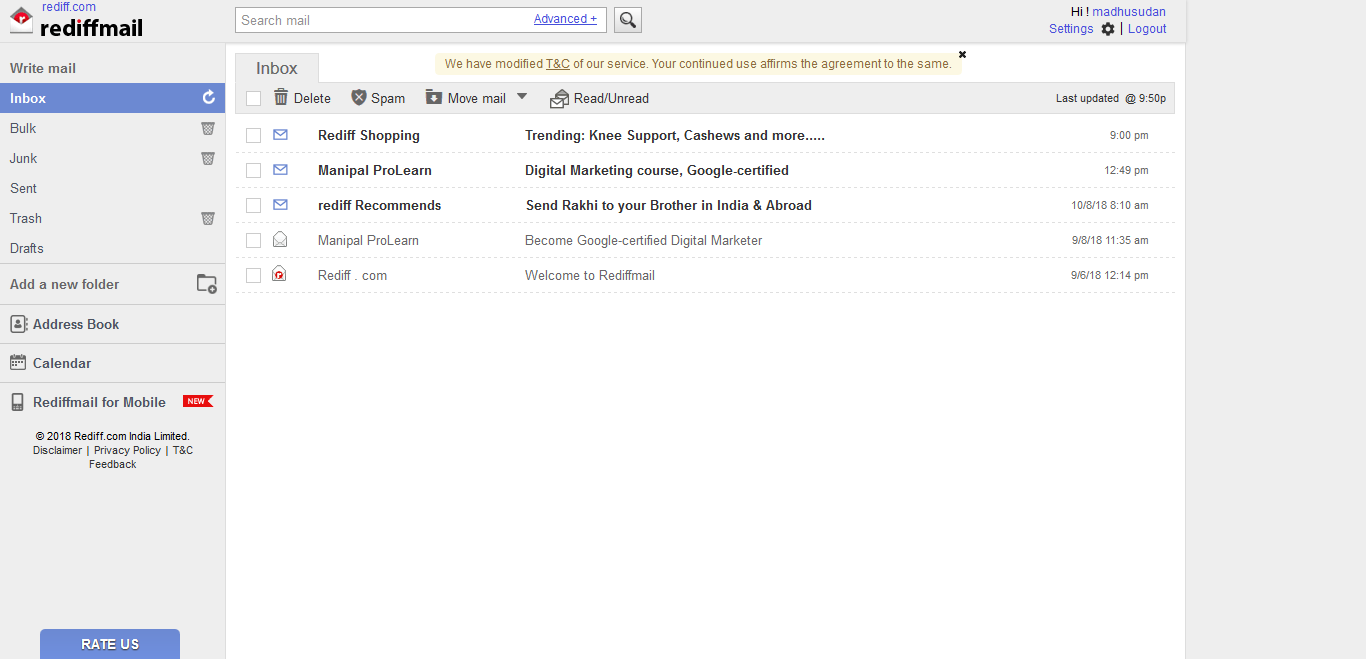 rediff.com
rediffmail
Search mail Advanced +
Hi ! madhusudan
Settings | Logout
Write mail
Inbox
Bulk
Junk
Sent
Trash
Drafts
Add a new folder
Address Book
Calendar
Rediffmail for Mobile NEW
© 2018 Rediff.com India Limited.
Disclaimer | Privacy Policy | T&C
Feedback
RATE US
Inbox
We have modified T&C of our service. Your continued use affirms the agreement to the same.
Delete Spam Move mail Read/Unread Last updated @ 9:50p
Rediff Shopping Trending: Knee Support, Cashews and more..... 9:00 pm
Manipal ProLearn Digital Marketing course, Google-certified 12:49 pm
rediff Recommends Send Rakhi to your Brother in India & Abroad 10/8/18 8:10 am
Manipal ProLearn Become Google-certified Digital Marketer 9/8/18 11:35 am
Rediff . com Welcome to Rediffmail 9/6/18 12:14 pm